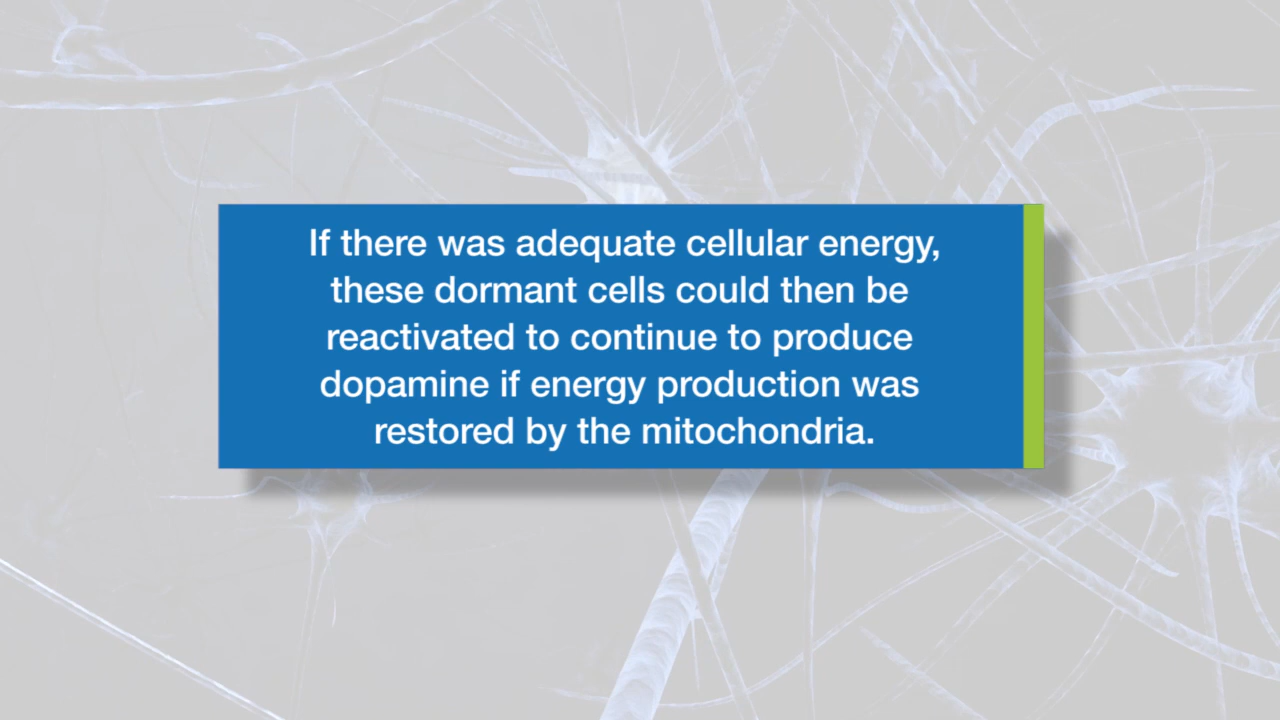 If there was adequate cellular energy,
these dormant cells could then be
reactivated to continue to produce
dopamine if energy production was
restored by the mitochondria.